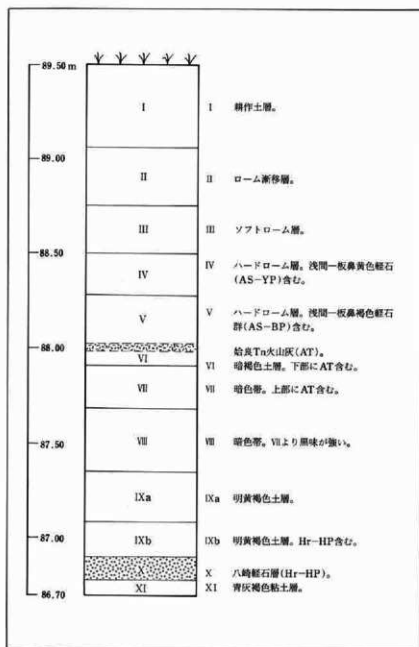 89.50 m
I
I 耕作土層。
89.00
II
II ローム漸移層。
III
III ソフトローム層。
88.50
IV
IV ハードローム層。浅間一板鼻黄色軽石
(AS-YP)含む。
V
V ハードローム層。浅間一板鼻褐色軽石
群(AS-BP)含む。
88.00
姶良Tn火山灰(AT)。
VI
VI 暗褐色土層。下部にAT含む。
VII
VII 暗色帯。上部にAT含む。
87.50
VIII
VIII 暗色帯。VIIより黒味が強い。
IXa
IXa 明黄褐色土層。
87.00
IXb
IXb 明黄褐色土層。Hr-HP含む。
X
X 八崎軽石層(Hr-HP)。
XI
XI 青灰褐色粘土層。
86.70